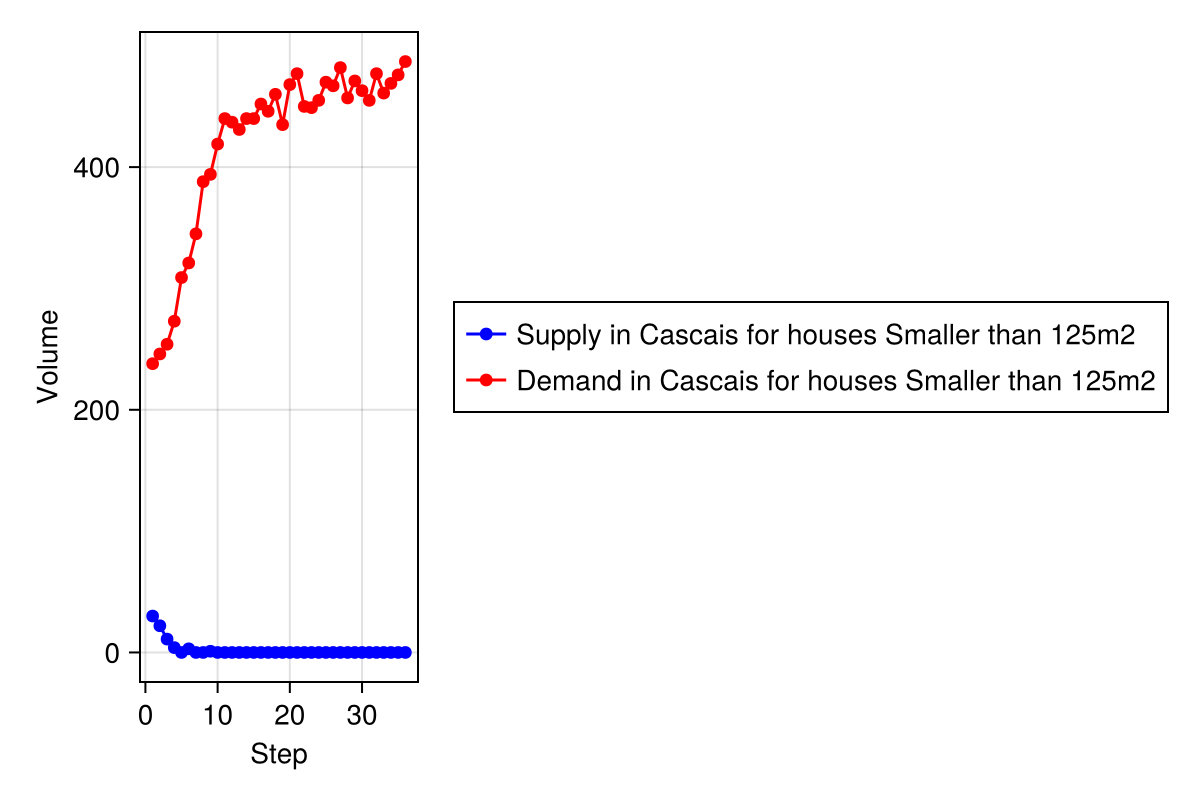 Volume
400
200
0
0 10 20 30
Step
Supply in Cascais for houses Smaller than 125m2
Demand in Cascais for houses Smaller than 125m2